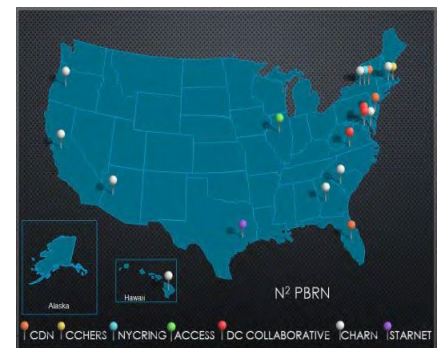 N² PBRN
Alaska
Hawaii
CDN CCHERS NYCRING ACCESS DC COLLABORATIVE CHARN STARNET